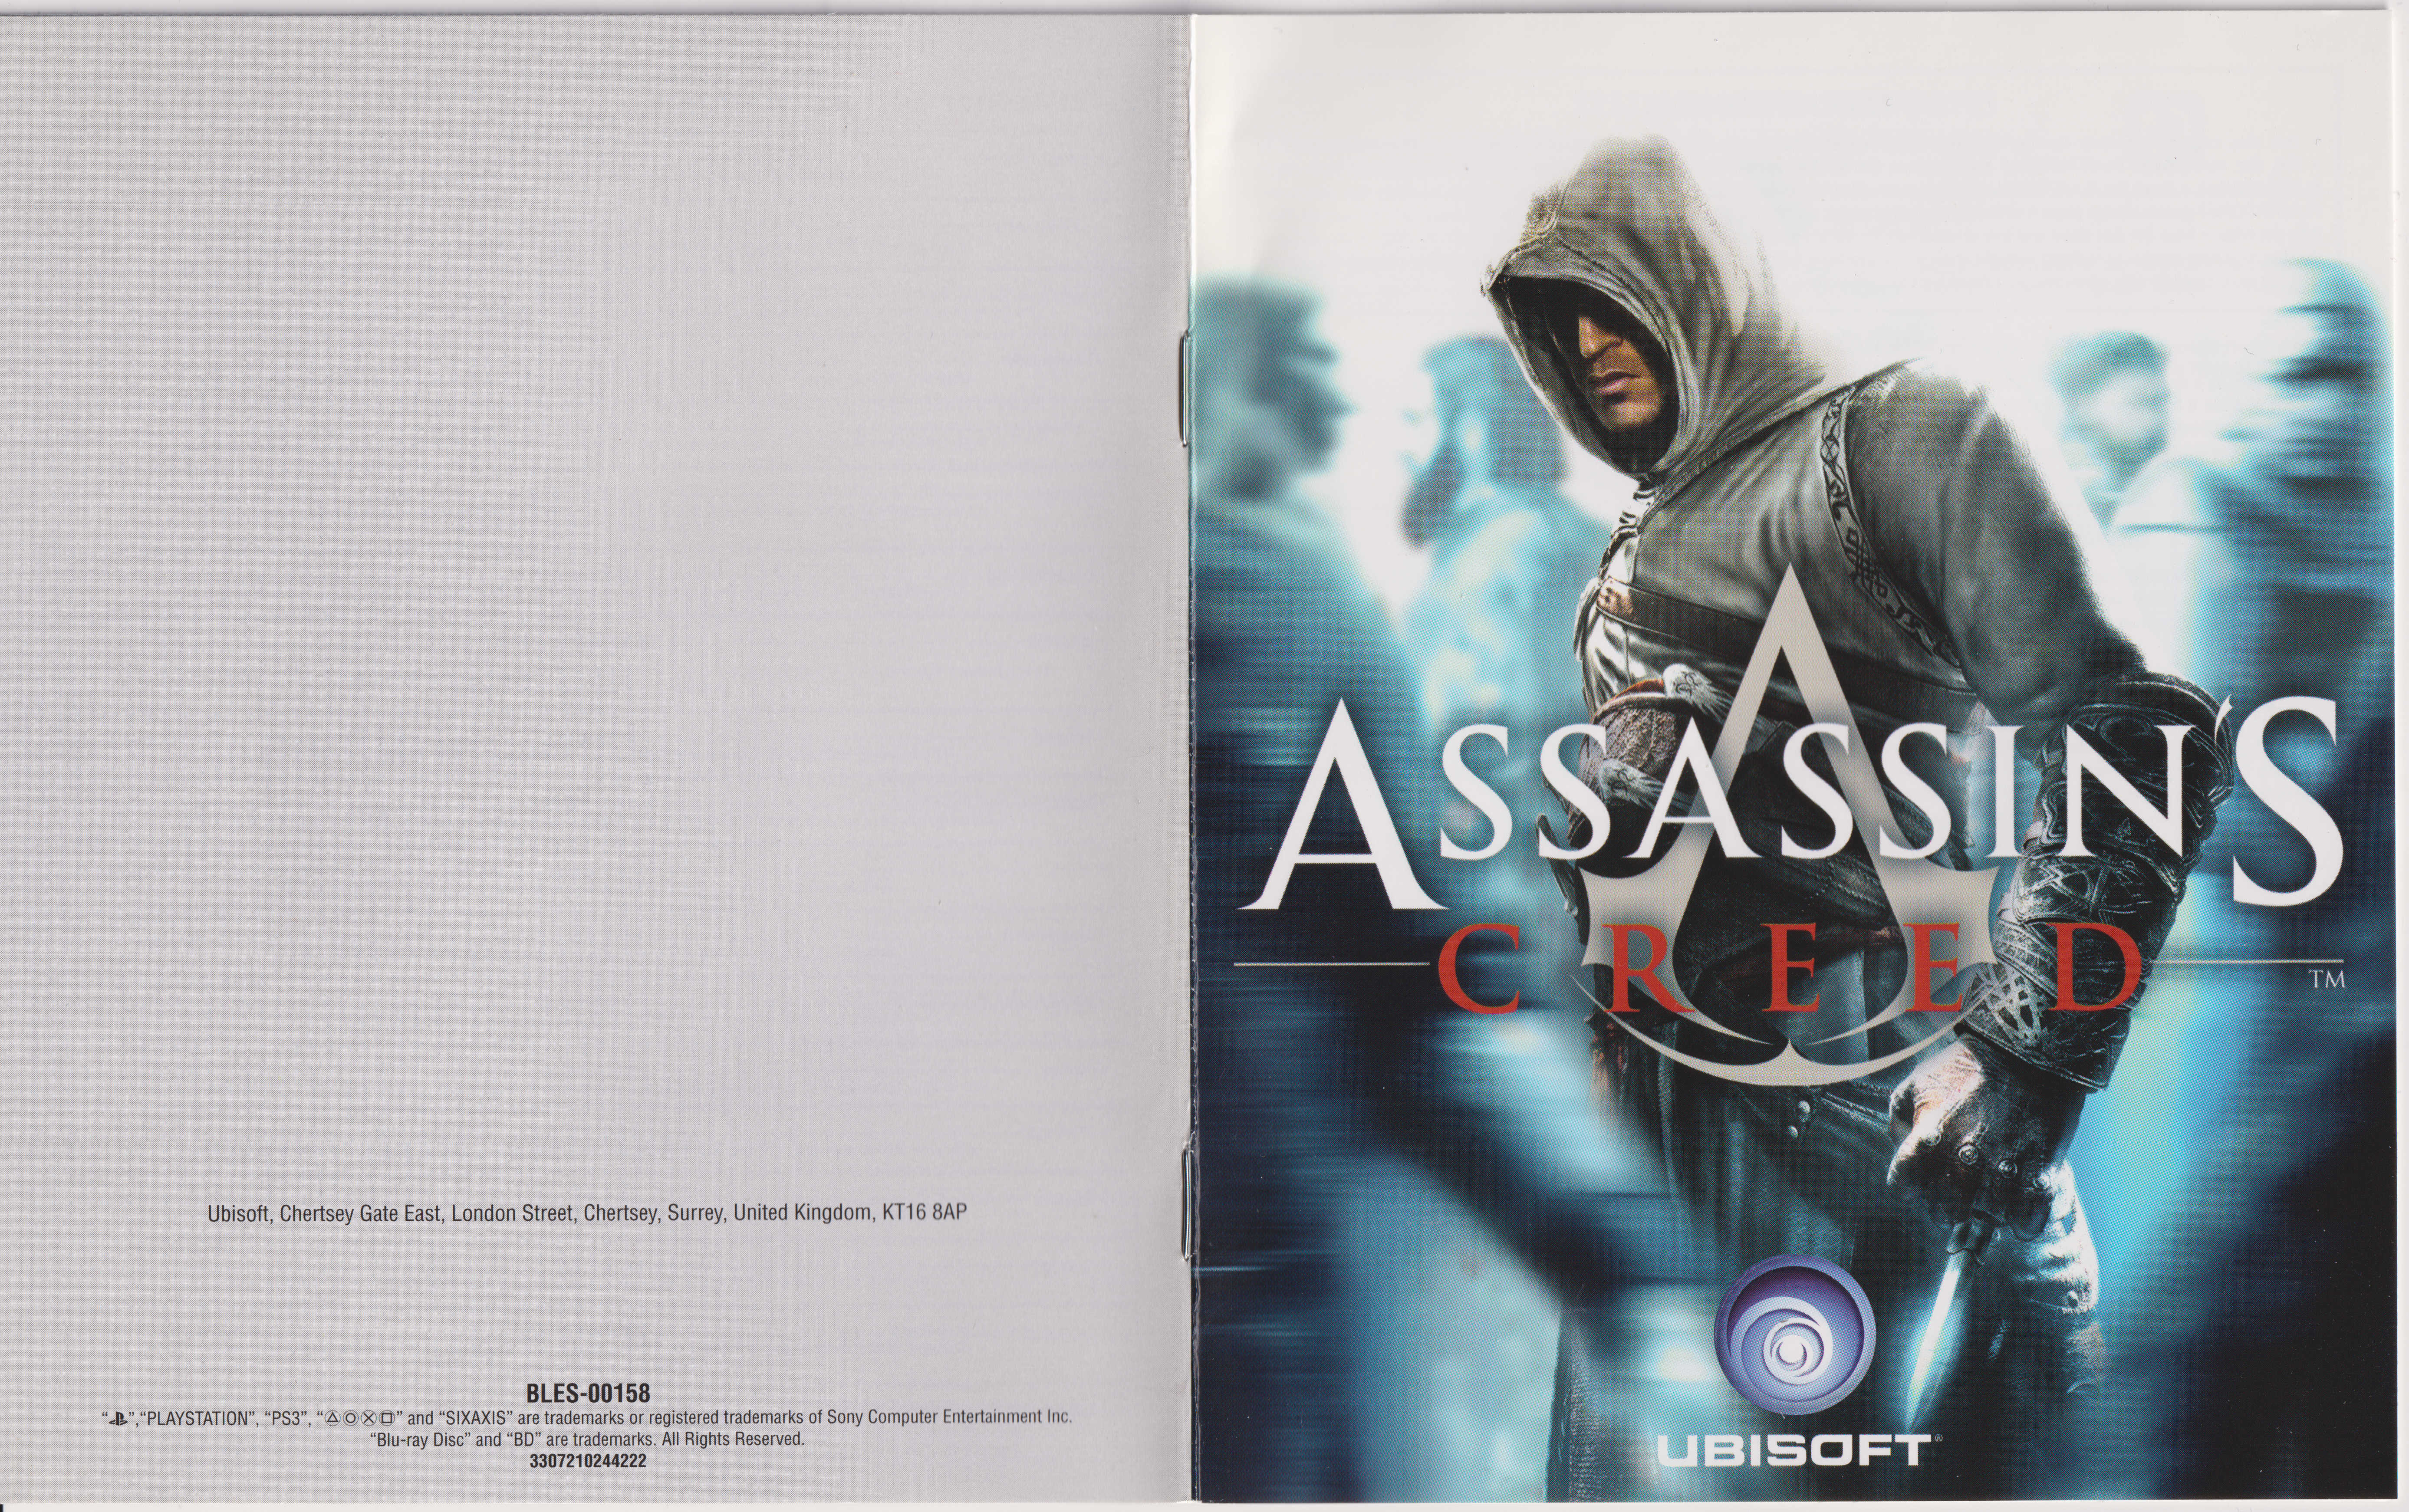 Ubisoft, Chertsey Gate East, London Street, Chertsey, Surrey, United Kingdom, KT16 8AP
BLES-00158
“”, “PLAYSTATION”, “PS3”, “△○✕□” and “SIXAXIS” are trademarks or registered trademarks of Sony Computer Entertainment Inc.
“Blu-ray Disc” and “BD” are trademarks. All Rights Reserved.
3307210244222
ASSASSIN'S
CREED
TM
UBISOFT®